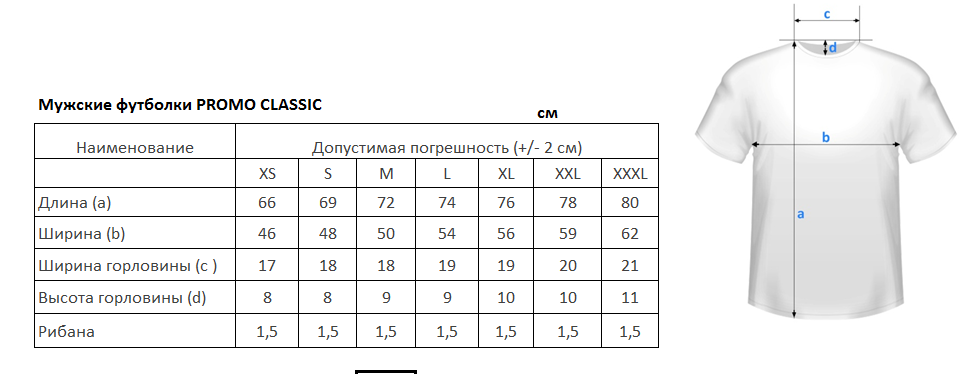 Мужские футболки PROMO CLASSIC
см
Наименование Допустимая погрешность (+/- 2 см)
XS S M L XL XXL XXXL
Длина (a) 66 69 72 74 76 78 80
Ширина (b) 46 48 50 54 56 59 62
Ширина горловины (с ) 17 18 18 19 19 20 21
Высота горловины (d) 8 8 9 9 10 10 11
Рибана 1,5 1,5 1,5 1,5 1,5 1,5 1,5
c
d
b
a